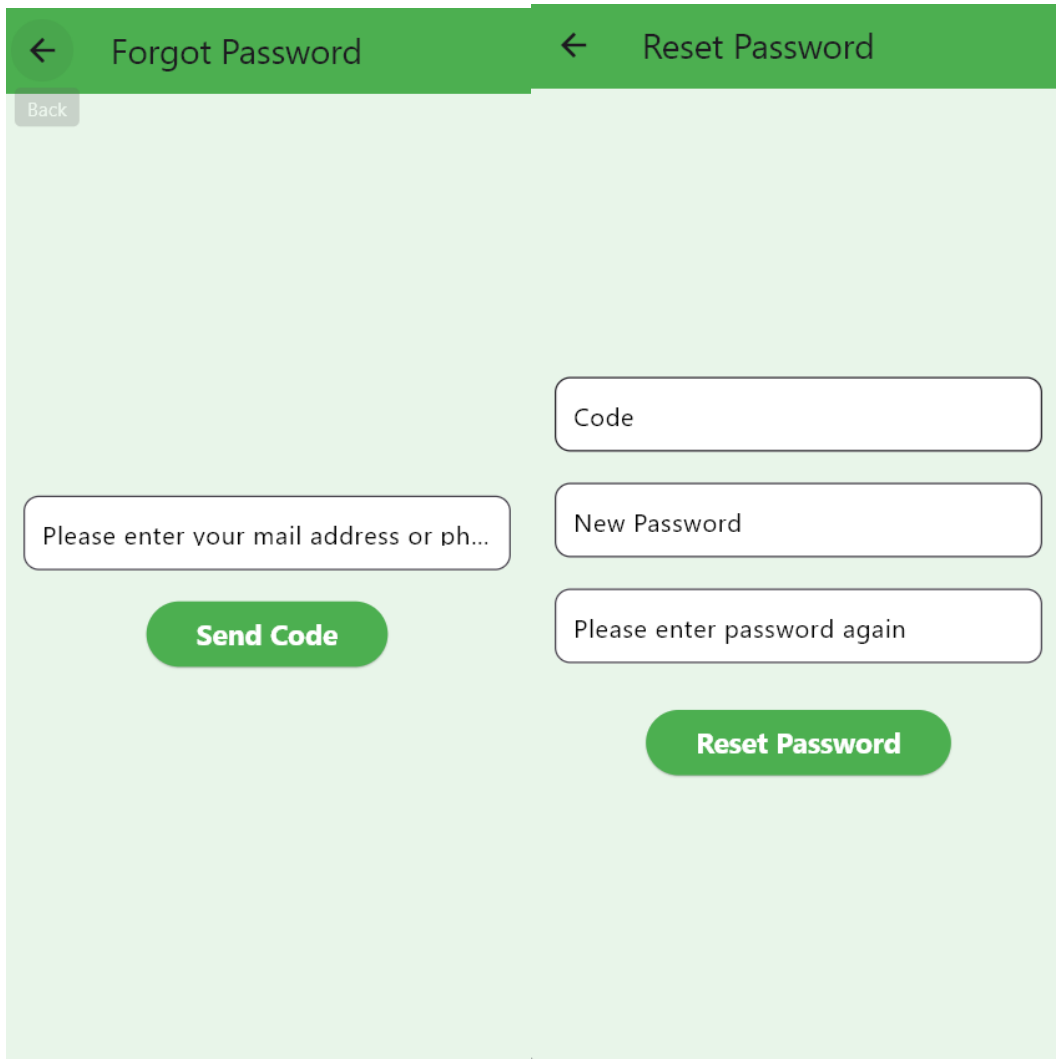 Forgot Password
Back
Please enter your mail address or ph...
Send Code
Reset Password
Code
New Password
Please enter password again
Reset Password